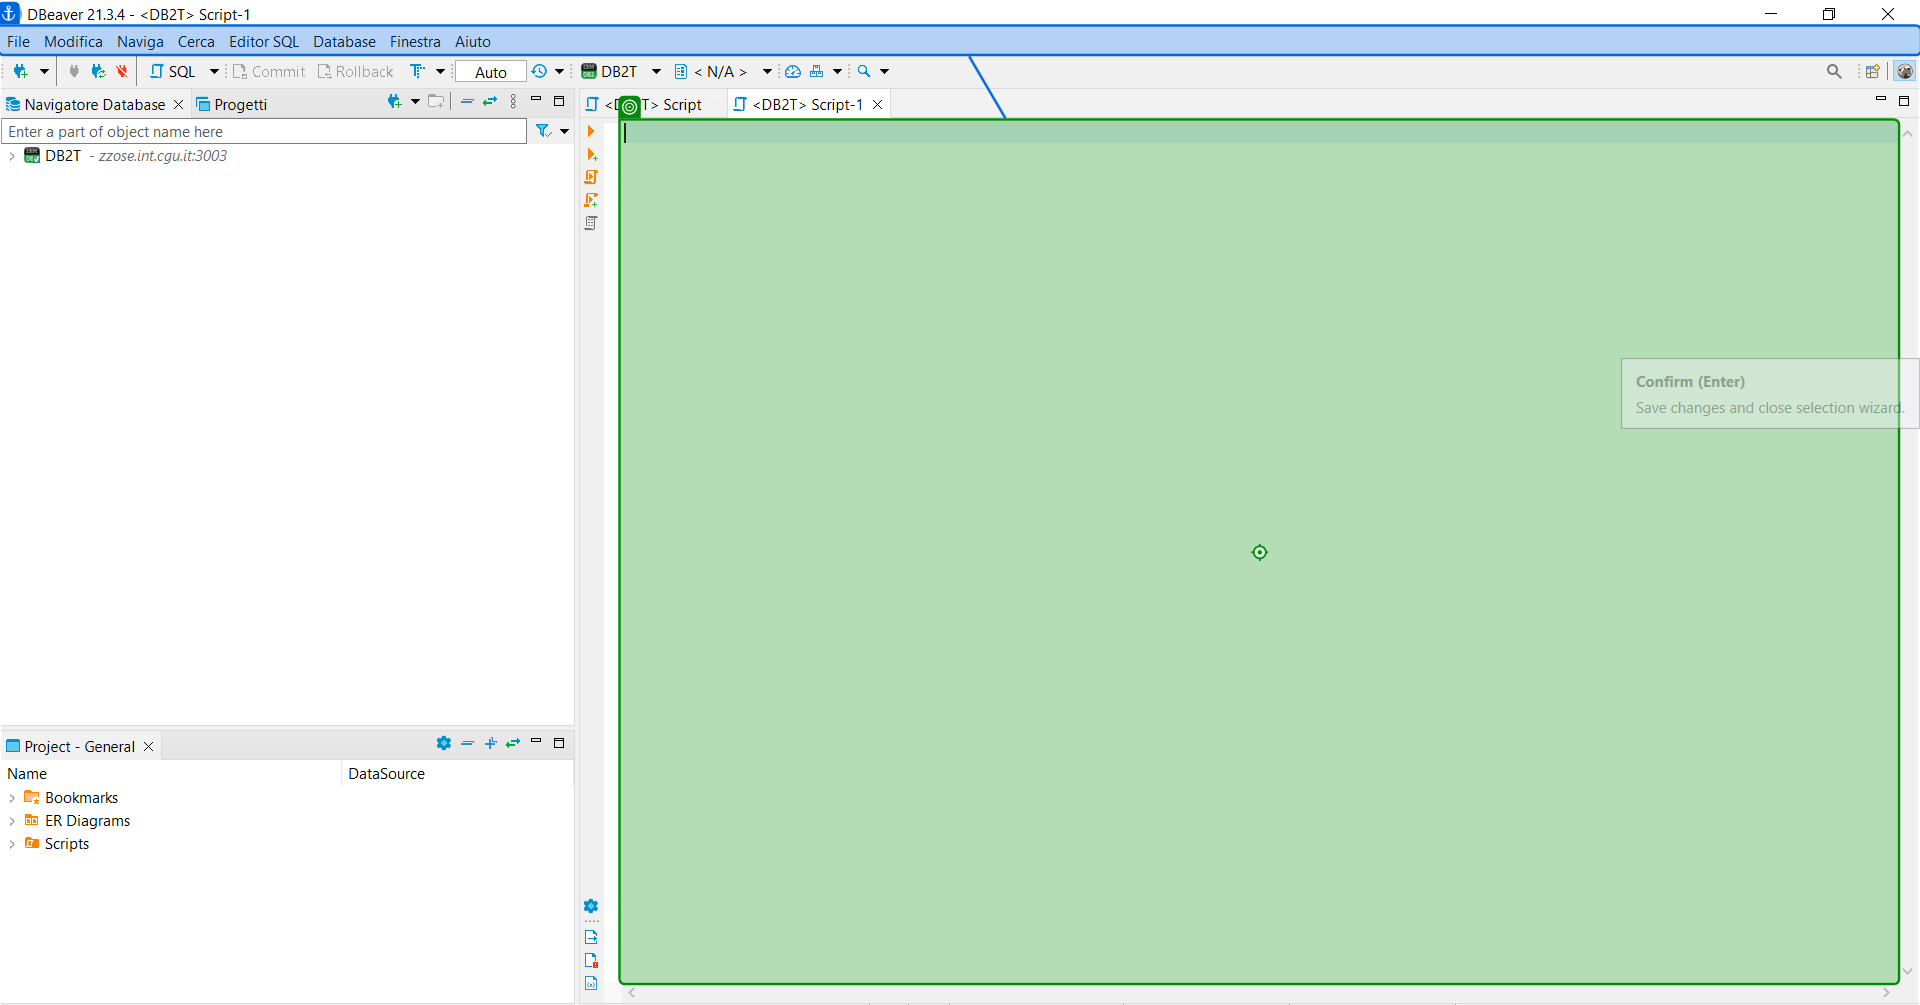 DBeaver 21.3.4 - <DB2T> Script-1
File Modifica Naviga Cerca Editor SQL Database Finestra Aiuto
SQL Commit Rollback Auto DB2T < N/A >
Navigatore Database Progetti
<DB2T> Script-1
Enter a part of object name here
DB2T - zzose.int.cgu.it:3003
Confirm (Enter)
Save changes and close selection wizard.
Project - General
Name DataSource
Bookmarks
ER Diagrams
Scripts